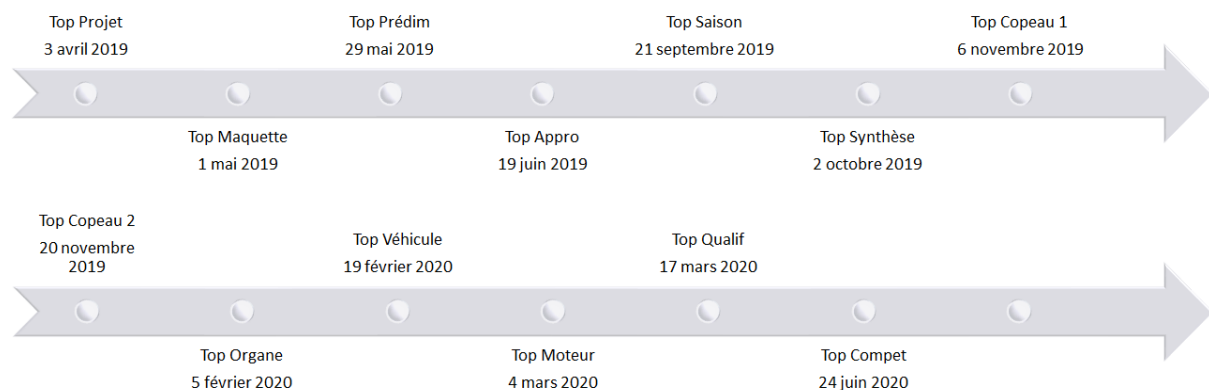 Top Projet
3 avril 2019
Top Prédim
29 mai 2019
Top Saison
21 septembre 2019
Top Copeau 1
6 novembre 2019
Top Maquette
1 mai 2019
Top Appro
19 juin 2019
Top Synthèse
2 octobre 2019
Top Copeau 2
20 novembre
2019
Top Véhicule
19 février 2020
Top Qualif
17 mars 2020
Top Organe
5 février 2020
Top Moteur
4 mars 2020
Top Compet
24 juin 2020